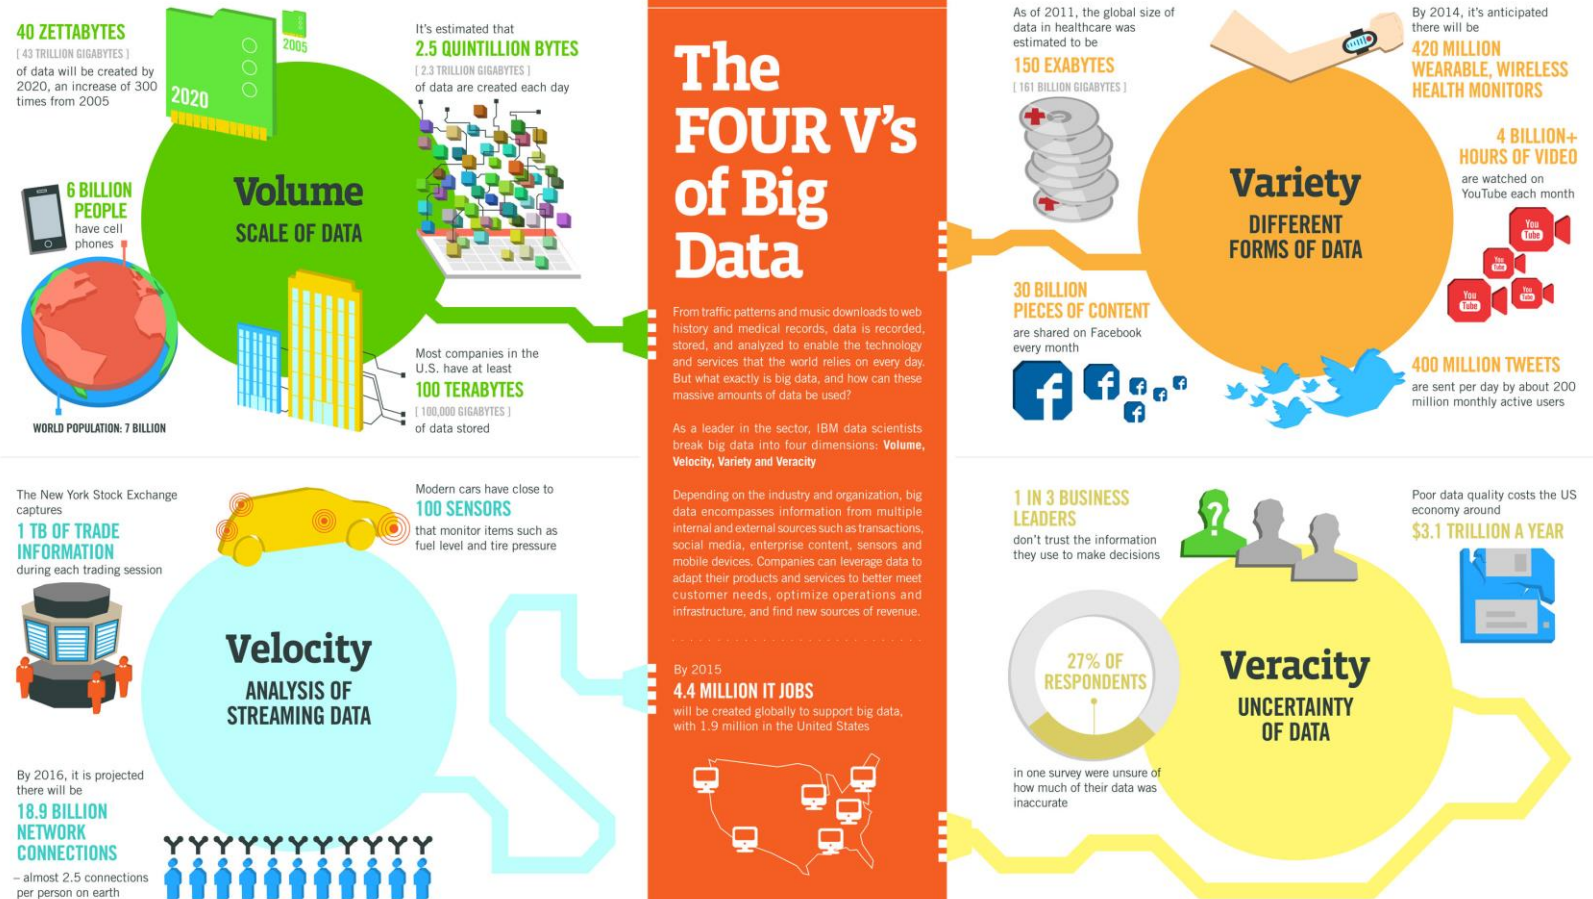 40 ZETTABYTES
[ 43 TRILLION GIGABYTES ]
of data will be created by
2020, an increase of 300
times from 2005
2020
2005
It's estimated that
2.5 QUINTILLION BYTES
[ 2.3 TRILLION GIGABYTES ]
of data are created each day
6 BILLION
PEOPLE
have cell
phones
Volume
SCALE OF DATA
WORLD POPULATION: 7 BILLION
Most companies in the
U.S. have at least
100 TERABYTES
[ 100,000 GIGABYTES ]
of data stored
The New York Stock Exchange
captures
1 TB OF TRADE
INFORMATION
during each trading session
Modern cars have close to
100 SENSORS
that monitor items such as
fuel level and tire pressure
Velocity
ANALYSIS OF
STREAMING DATA
By 2016, it is projected
there will be
18.9 BILLION
NETWORK
CONNECTIONS
– almost 2.5 connections
per person on earth
The
FOUR V's
of Big
Data
From traffic patterns and music downloads to web
history and medical records, data is recorded,
stored, and analyzed to enable the technology
and services that the world relies on every day.
But what exactly is big data, and how can these
massive amounts of data be used?
As a leader in the sector, IBM data scientists
break big data into four dimensions: Volume,
Velocity, Variety and Veracity
Depending on the industry and organization, big
data encompasses information from multiple
internal and external sources such as transactions,
social media, enterprise content, sensors and
mobile devices. Companies can leverage data to
adapt their products and services to better meet
customer needs, optimize operations and
infrastructure, and find new sources of revenue.
By 2015
4.4 MILLION IT JOBS
will be created globally to support big data,
with 1.9 million in the United States
As of 2011, the global size of
data in healthcare was
estimated to be
150 EXABYTES
[ 161 BILLION GIGABYTES ]
By 2014, it's anticipated
there will be
420 MILLION
WEARABLE, WIRELESS
HEALTH MONITORS
4 BILLION+
HOURS OF VIDEO
are watched on
YouTube each month
You
Tube
You
Tube
You
Tube
You
Tube
Variety
DIFFERENT
FORMS OF DATA
30 BILLION
PIECES OF CONTENT
are shared on Facebook
every month
f
f
f
f
f
f
400 MILLION TWEETS
are sent per day by about 200
million monthly active users
1 IN 3 BUSINESS
LEADERS
don't trust the information
they use to make decisions
?
Poor data quality costs the US
economy around
$3.1 TRILLION A YEAR
27% OF
RESPONDENTS
in one survey were unsure of
how much of their data was
inaccurate
Veracity
UNCERTAINTY
OF DATA